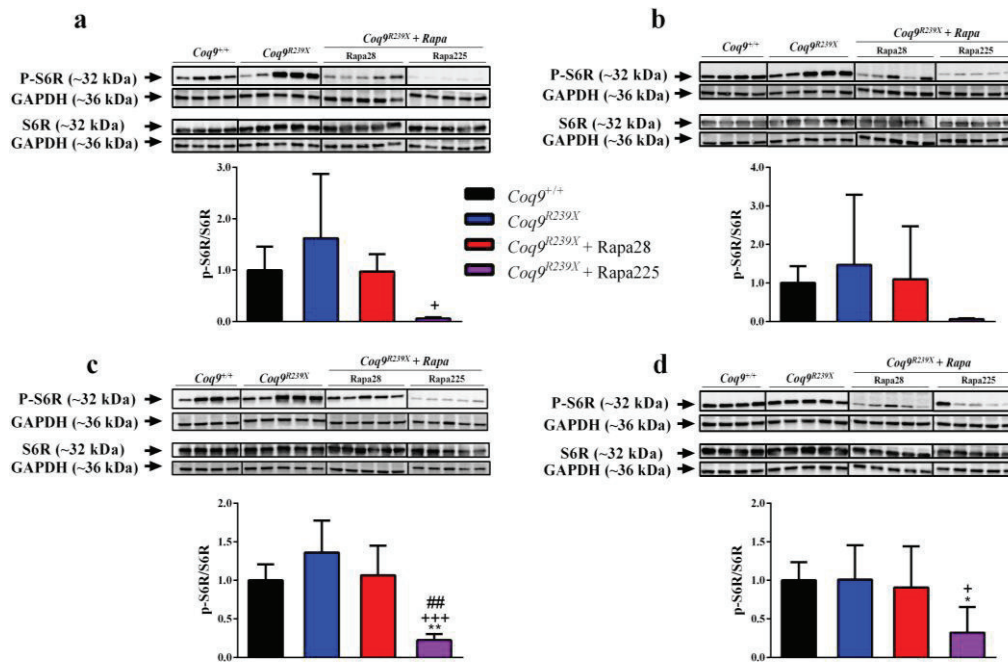 a
Coq9+/+ Coq9R239X Coq9R239X + Rapa
Rapa28 Rapa225
P-S6R (~32 kDa)
GAPDH (~36 kDa)
S6R (~32 kDa)
GAPDH (~36 kDa)
p-S6R/S6R
3.0
2.0
1.0
0.0
+
b
Coq9+/+ Coq9R239X Coq9R239X + Rapa
Rapa28 Rapa225
P-S6R (~32 kDa)
GAPDH (~36 kDa)
S6R (~32 kDa)
GAPDH (~36 kDa)
p-S6R/S6R
4.0
3.0
2.0
1.0
0.0
Coq9+/+
Coq9R239X
Coq9R239X + Rapa28
Coq9R239X + Rapa225
c
Coq9+/+ Coq9R239X Coq9R239X + Rapa
Rapa28 Rapa225
P-S6R (~32 kDa)
GAPDH (~36 kDa)
S6R (~32 kDa)
GAPDH (~36 kDa)
p-S6R/S6R
2.0
1.5
1.0
0.5
0.0
##
+++
**
d
Coq9+/+ Coq9R239X Coq9R239X + Rapa
Rapa28 Rapa225
P-S6R (~32 kDa)
GAPDH (~36 kDa)
S6R (~32 kDa)
GAPDH (~36 kDa)
p-S6R/S6R
2.0
1.5
1.0
0.5
0.0
+
*